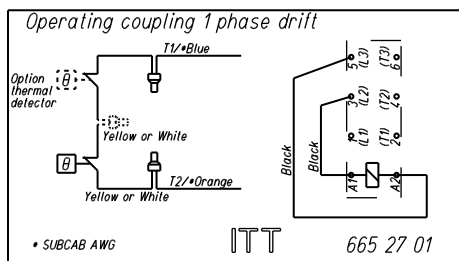 Operating coupling 1 phase drift
T1/•Blue
Option
thermal
detector
θ
Yellow or White
θ
T2/•Orange
Yellow or White
Black
Black
5 (L3) (T3) 6
3 (L2) (T2) 4
1 (L1) (T1) 2
A1 A2
• SUBCAB AWG
ITT
665 27 01